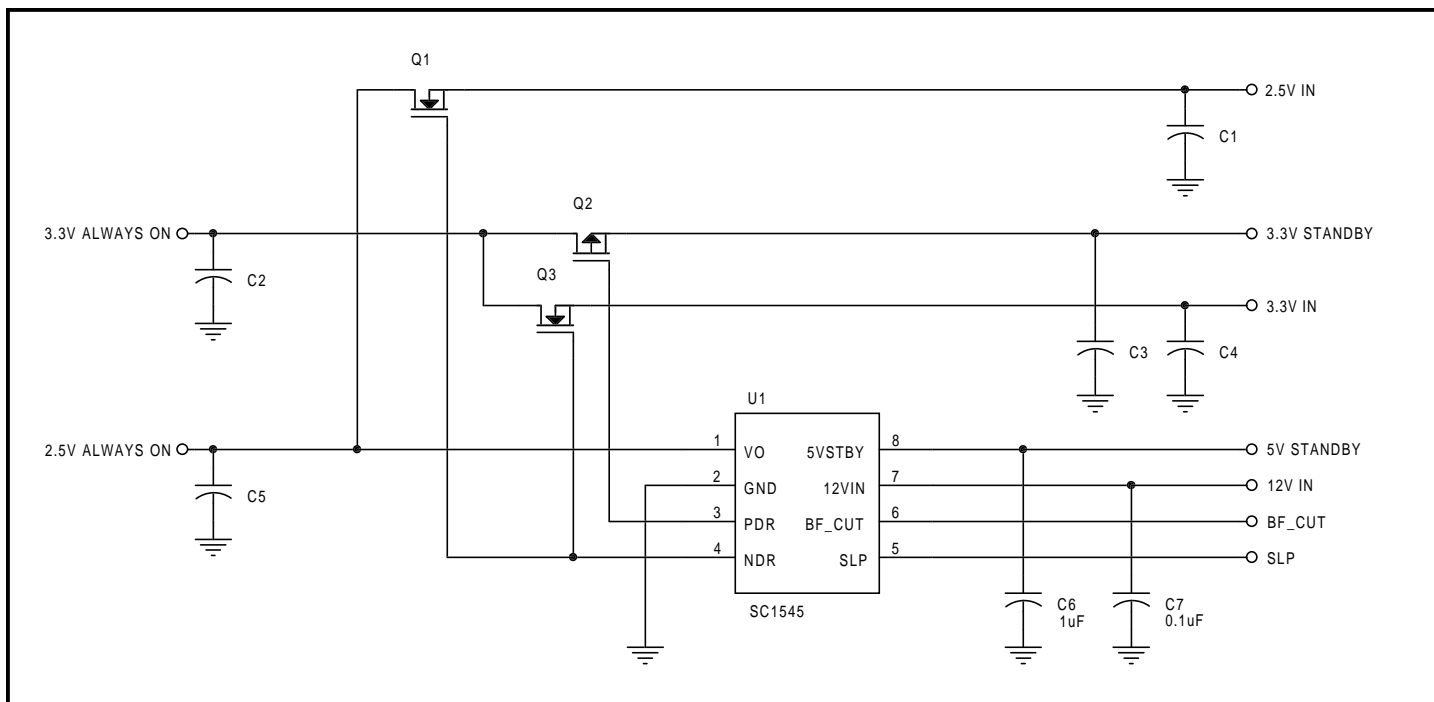 Q1
2.5V IN
C1
Q2
3.3V ALWAYS ON
3.3V STANDBY
C2
Q3
3.3V IN
C3
C4
U1
2.5V ALWAYS ON
1
VO
5VSTBY
8
5V STANDBY
C5
2
GND
12VIN
7
12V IN
3
PDR
BF_CUT
6
BF_CUT
4
NDR
SLP
5
SLP
SC1545
C6
1uF
C7
0.1uF